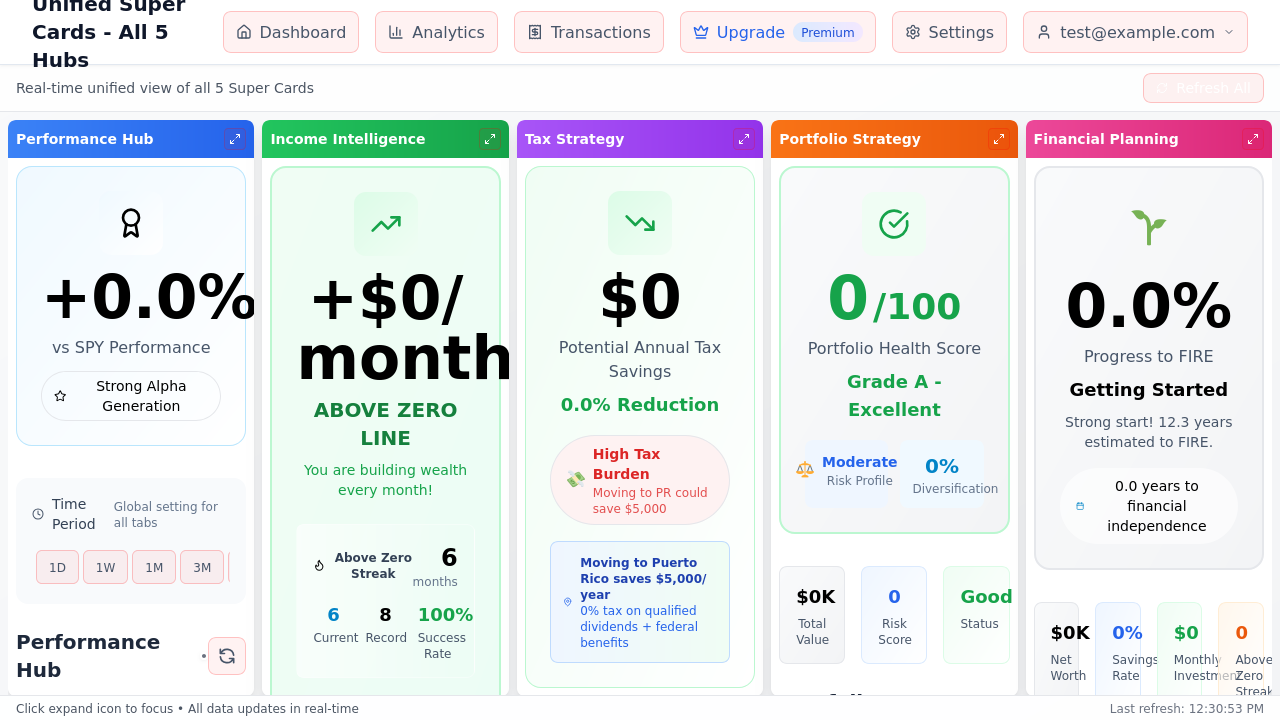 Unified Super
Cards - All 5
Hubs
Dashboard
Analytics
Transactions
Upgrade Premium
Settings
test@example.com
Real-time unified view of all 5 Super Cards
Refresh All
Performance Hub
+0.0%
vs SPY Performance
Strong Alpha
Generation
Time
Period
Global setting for
all tabs
1D 1W 1M 3M
Performance
Hub
Income Intelligence
+$0/
month
ABOVE ZERO
LINE
You are building wealth
every month!
Above Zero
Streak
6
months
6
Current
8
Record
100%
Success
Rate
Tax Strategy
$0
Potential Annual Tax
Savings
0.0% Reduction
High Tax
Burden
Moving to PR could
save $5,000
Moving to Puerto
Rico saves $5,000/
year
0% tax on qualified
dividends + federal
benefits
Portfolio Strategy
0/100
Portfolio Health Score
Grade A -
Excellent
Moderate
Risk Profile
0%
Diversification
$0K
Total
Value
0
Risk
Score
Good
Status
Financial Planning
0.0%
Progress to FIRE
Getting Started
Strong start! 12.3 years
estimated to FIRE.
0.0 years to
financial
independence
$0K
Net
Worth
0%
Savings
Rate
$0
Monthly
0
Above
Zero
Streak
Click expand icon to focus • All data updates in real-time
Last refresh: 12:30:53 PM